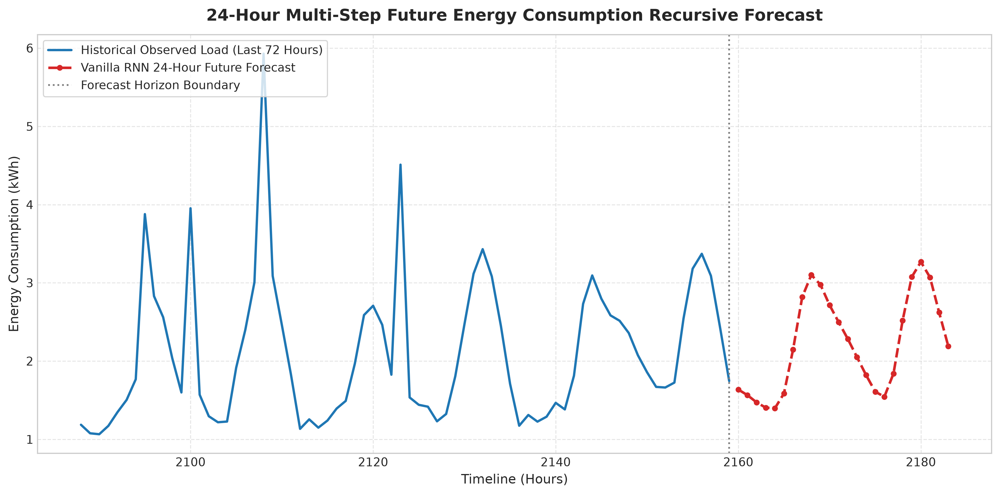 24-Hour Multi-Step Future Energy Consumption Recursive Forecast
Historical Observed Load (Last 72 Hours)
Vanilla RNN 24-Hour Future Forecast
Forecast Horizon Boundary
Energy Consumption (kWh)
6
5
4
3
2
1
2100 2120 2140 2160 2180
Timeline (Hours)